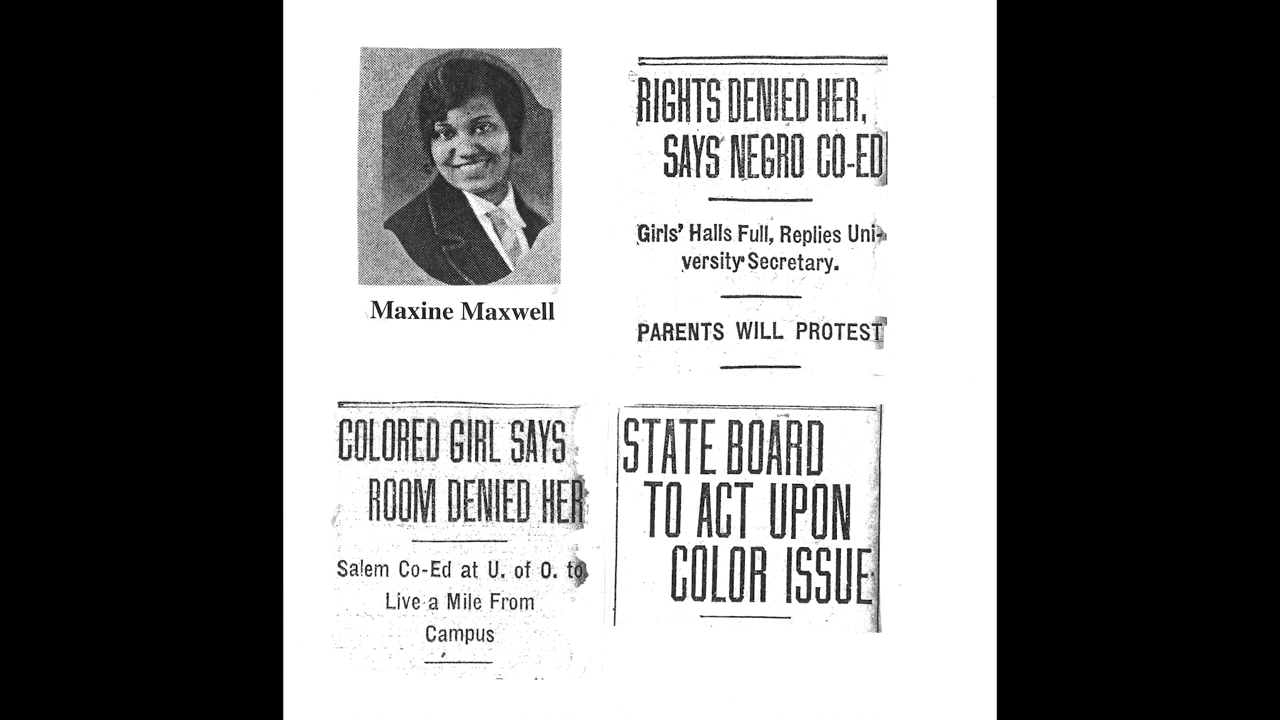 Maxine Maxwell
RIGHTS DENIED HER,
SAYS NEGRO CO-ED
Girls' Halls Full, Replies Uni-
versity Secretary.
PARENTS WILL PROTEST
COLORED GIRL SAYS
ROOM DENIED HER
Salem Co-Ed at U. of O. to
Live a Mile From
Campus
STATE BOARD
TO ACT UPON
COLOR ISSUE